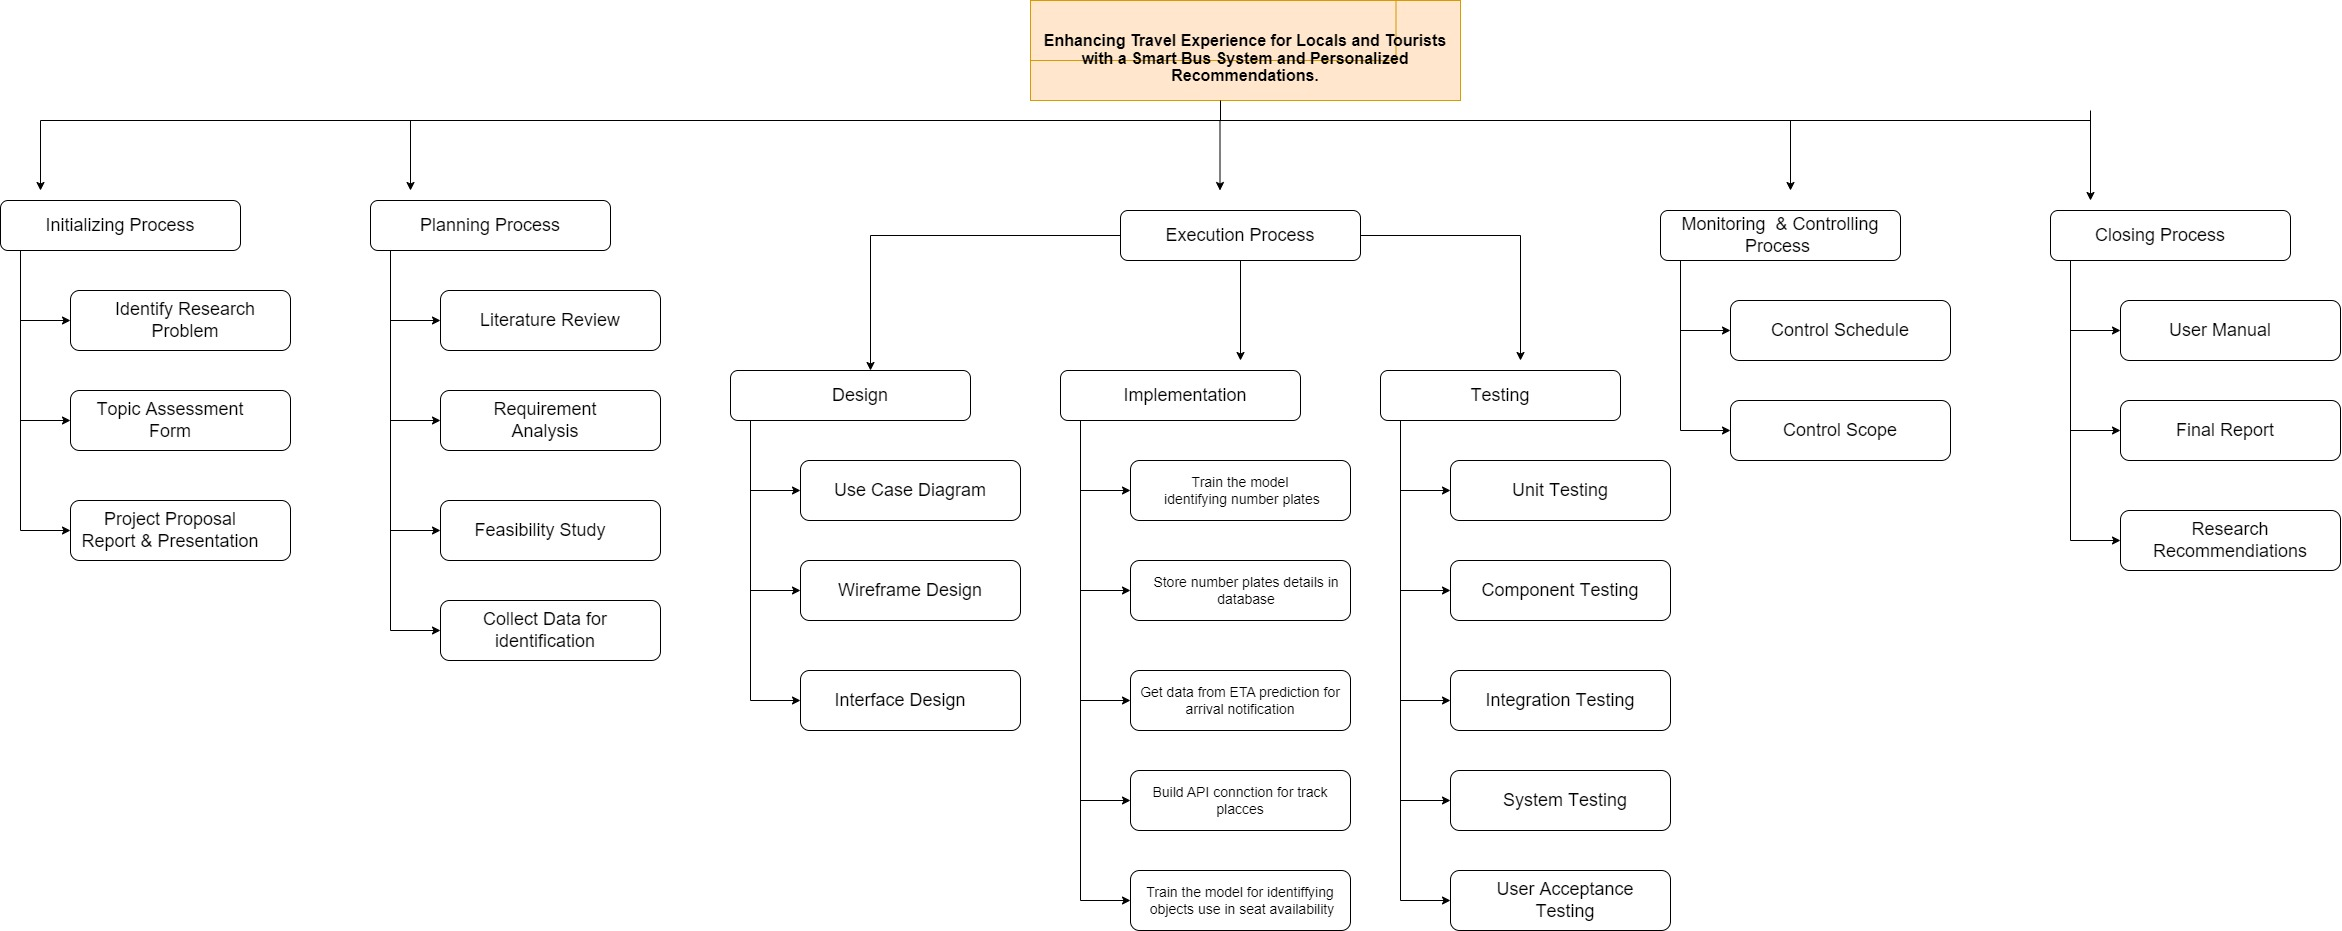 Enhancing Travel Experience for Locals and Tourists
with a Smart Bus System and Personalized
Recommendations.
Initializing Process
Identify Research
Problem
Topic Assessment
Form
Project Proposal
Report & Presentation
Planning Process
Literature Review
Requirement
Analysis
Feasibility Study
Collect Data for
identification
Execution Process
Design
Use Case Diagram
Wireframe Design
Interface Design
Implementation
Train the model
identifying number plates
Store number plates details in
database
Get data from ETA prediction for
arrival notification
Build API connction for track
placces
Train the model for identiffying
objects use in seat availability
Testing
Unit Testing
Component Testing
Integration Testing
System Testing
User Acceptance
Testing
Monitoring & Controlling
Process
Control Schedule
Control Scope
Closing Process
User Manual
Final Report
Research
Recommendiations